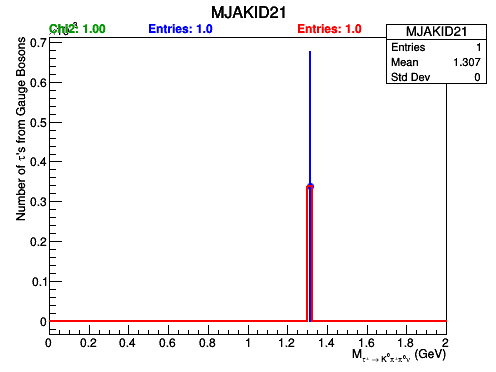 MJAKID21
Chi2: 1.00 Entries: 1.0 Entries: 1.0
MJAKID21
Entries 1
Mean 1.307
Std Dev 0
Number of τ's from Gauge Bosons
0.7
0.6
0.5
0.4
0.3
0.2
0.1
0
0 0.2 0.4 0.6 0.8 1 1.2 1.4 1.6 1.8 2
(GeV)